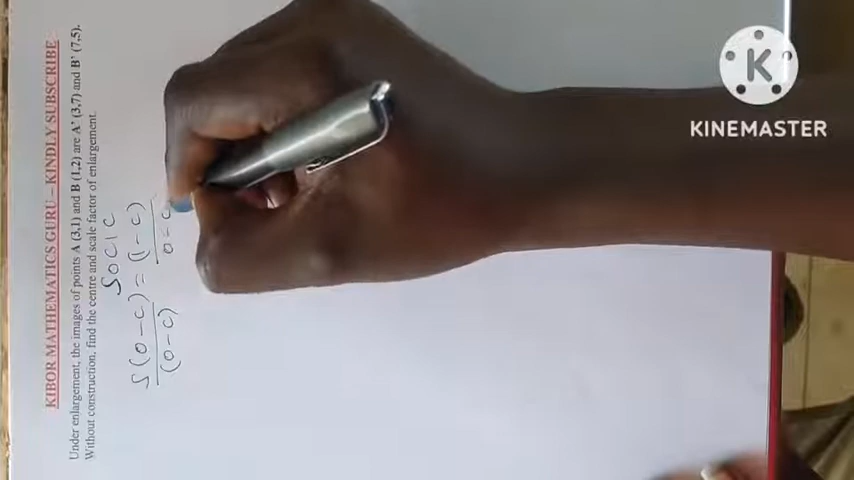 KIBOR MATHEMATICS GURU – KINDLY SUBSCRIBE
Under enlargement, the images of points A (3,1) and B (1,2) are A' (3,7) and B' (7,5).
Without construction, find the centre and scale factor of enlargement.
SOCIC
S(O-C) = (I-C)
(O-C) O-C
KINEMASTER